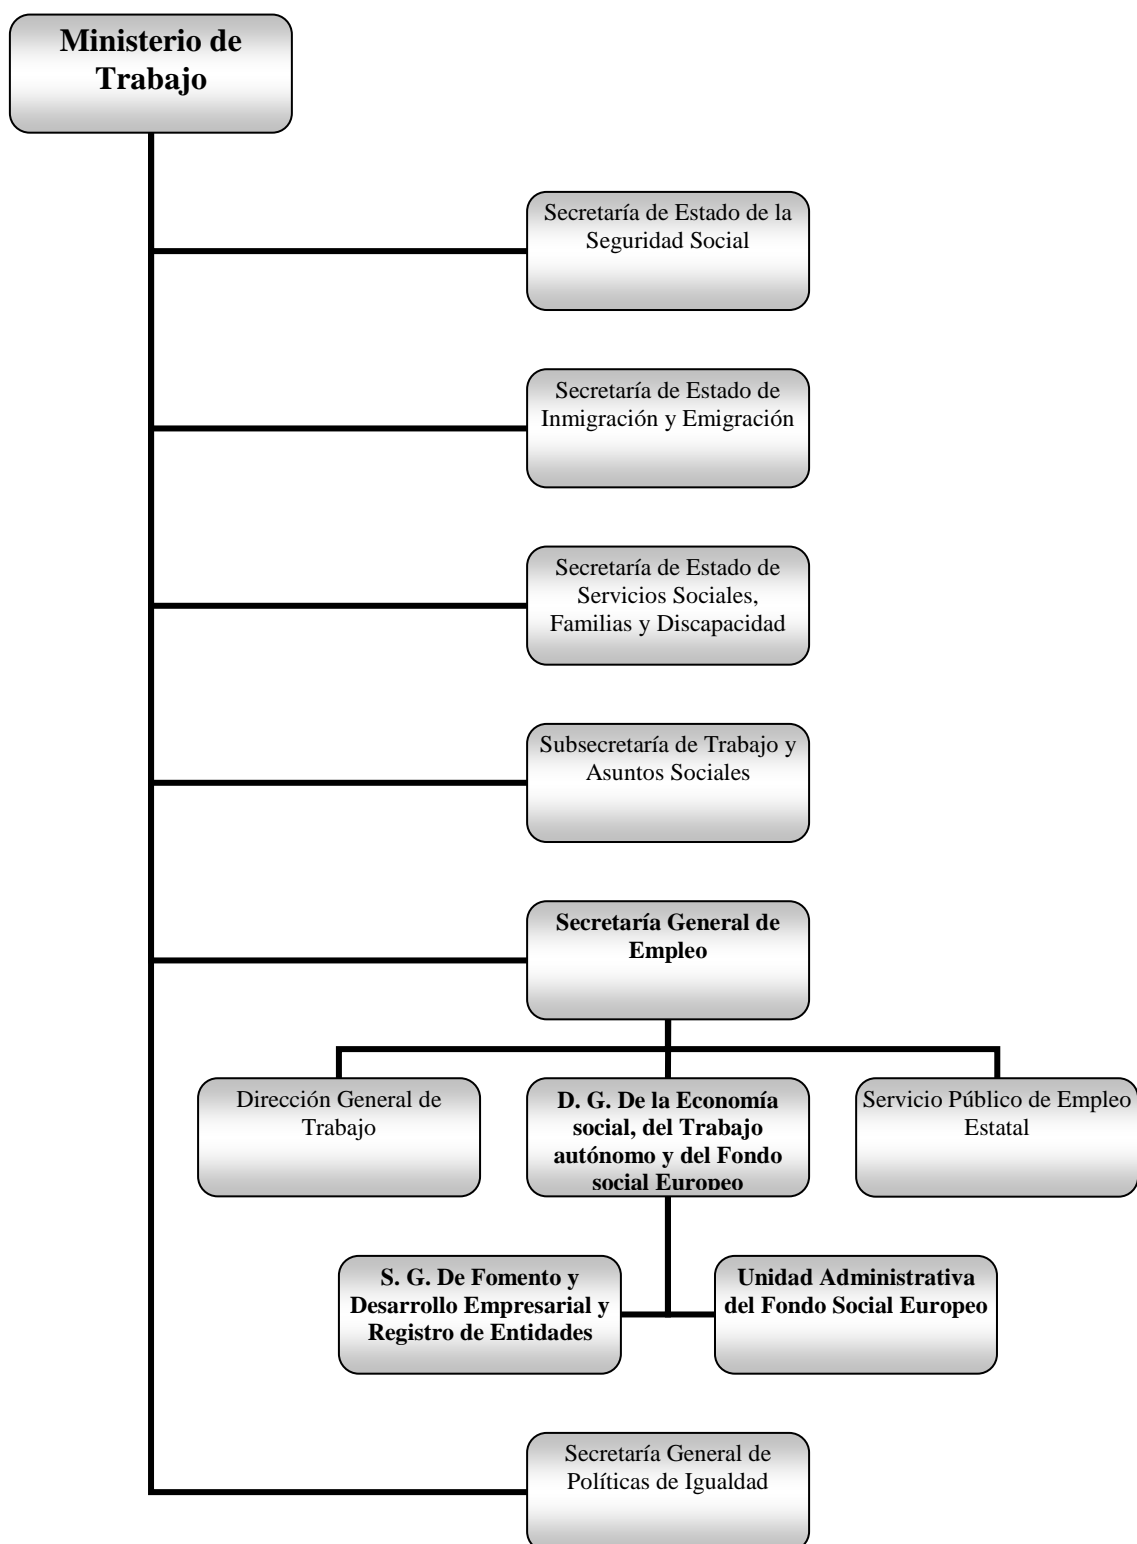 Ministerio de
Trabajo
Secretaría de Estado de la
Seguridad Social
Secretaría de Estado de
Inmigración y Emigración
Secretaría de Estado de
Servicios Sociales,
Familias y Discapacidad
Subsecretaría de Trabajo y
Asuntos Sociales
Secretaría General de
Empleo
Dirección General de
Trabajo
D. G. De la Economía
social, del Trabajo
autónomo y del Fondo
social Europeo
Servicio Público de Empleo
Estatal
S. G. De Fomento y
Desarrollo Empresarial y
Registro de Entidades
Unidad Administrativa
del Fondo Social Europeo
Secretaría General de
Políticas de Igualdad